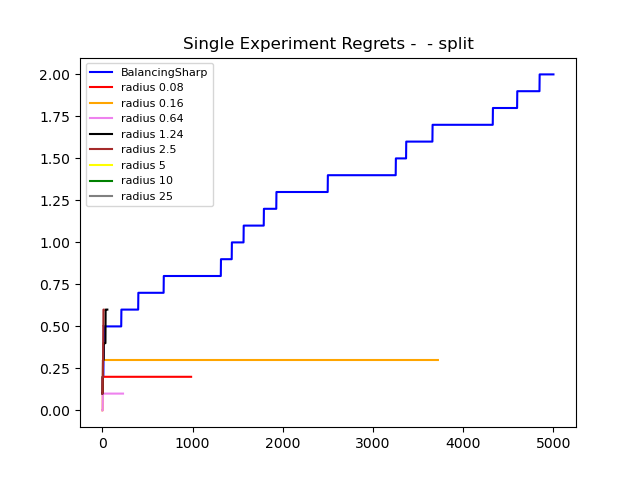 Single Experiment Regrets -  - split
2.00
1.75
1.50
1.25
1.00
0.75
0.50
0.25
0.00
BalancingSharp
radius 0.08
radius 0.16
radius 0.64
radius 1.24
radius 2.5
radius 5
radius 10
radius 25
0
1000
2000
3000
4000
5000